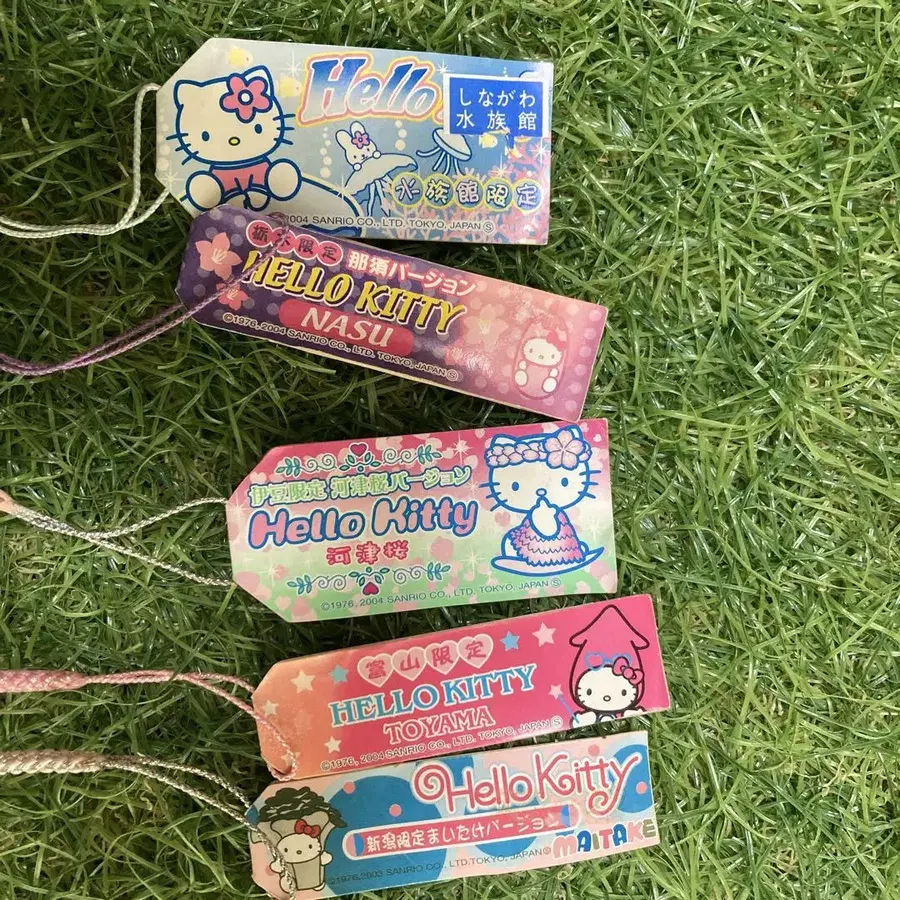 Hello
しながわ
水族館
水族館限定
2004 SANRIO CO., LTD. TOKYO, JAPAN Ⓢ
栃木限定 那須バージョン
HELLO KITTY
NASU
©1976, 2004 SANRIO CO., LTD. TOKYO, JAPAN Ⓢ
伊豆限定 河津桜バージョン
Hello Kitty
河津桜
©1976, 2004 SANRIO CO., LTD. TOKYO, JAPAN Ⓢ
富山限定
HELLO KITTY
TOYAMA
©1976, 2004 SANRIO CO., LTD. TOKYO, JAPAN Ⓢ
Hello Kitty
新潟限定まいたけバージョン
MAITAKE
©1976, 2003 SANRIO CO., LTD. TOKYO, JAPAN